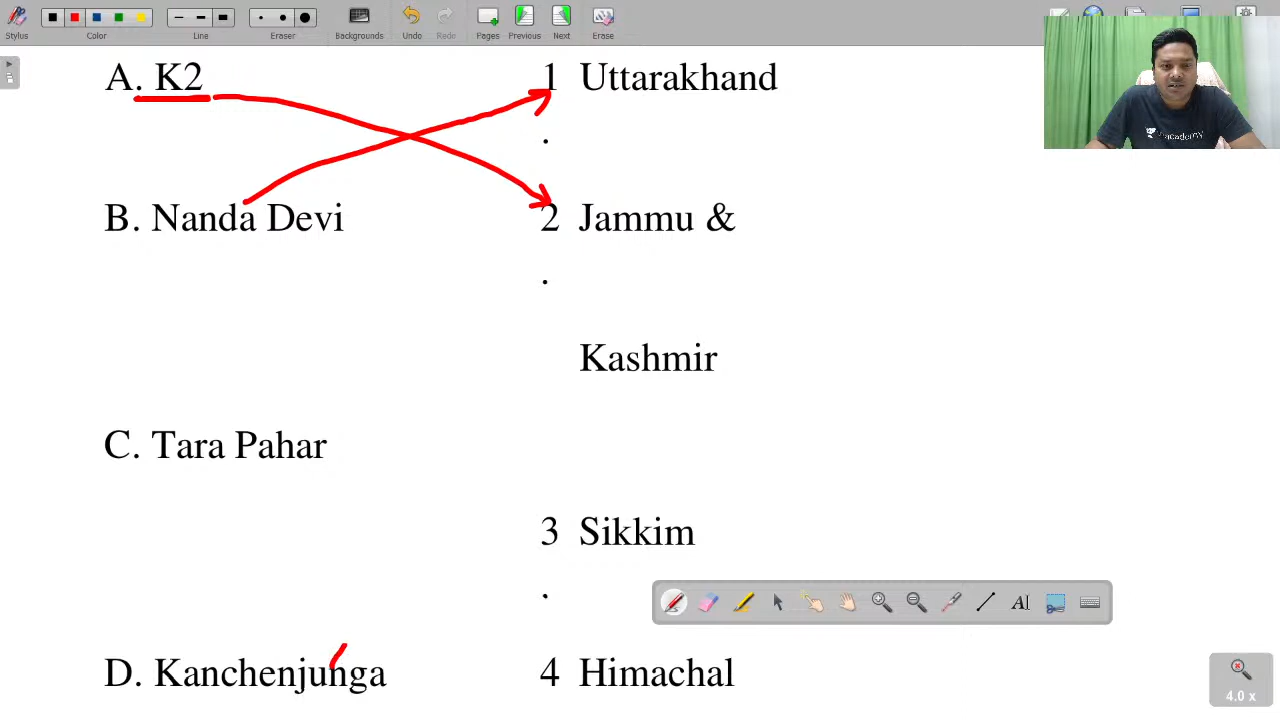 Stylus Color Line Eraser Backgrounds Undo Redo Pages Previous Next Erase
A. K2 1 Uttarakhand
.
B. Nanda Devi 2 Jammu &
.
Kashmir
C. Tara Pahar
3 Sikkim
.
D. Kanchenjunga 4 Himachal
4.0 x